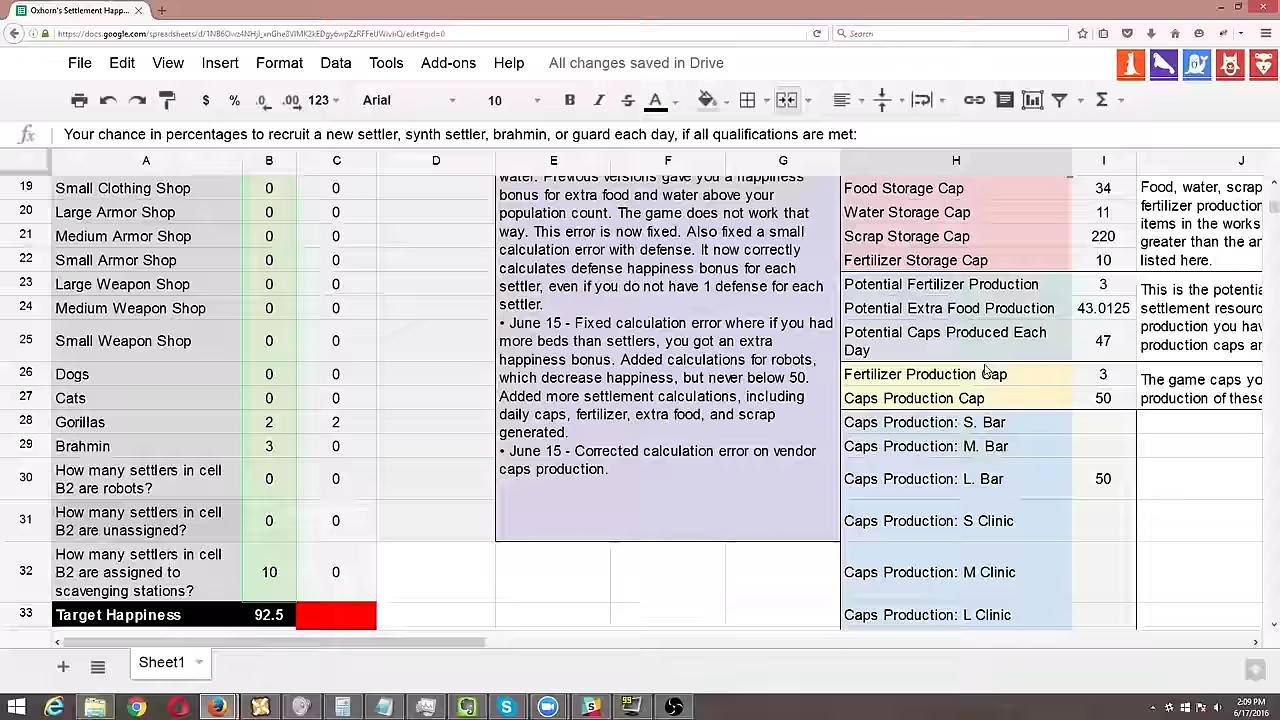 Oxhorn's Settlement Happ...
https://docs.google.com/spreadsheets/d/
Search
File Edit View Insert Format Data Tools Add-ons Help All changes saved in Drive
$ % .0 .00 123 Arial 10 B I S A Σ
fx Your chance in percentages to recruit a new settler, synth settler, brahmin, or guard each day, if all qualifications are met:
A B C D E F G H I J
19 Small Clothing Shop 0 0
20 Large Armor Shop 0 0
21 Medium Armor Shop 0 0
22 Small Armor Shop 0 0
23 Large Weapon Shop 0 0
24 Medium Weapon Shop 0 0
25 Small Weapon Shop 0 0
26 Dogs 0 0
27 Cats 0 0
28 Gorillas 2 2
29 Brahmin 3 0
30 How many settlers in cell
B2 are robots? 0 0
31 How many settlers in cell
B2 are unassigned? 0 0
32 How many settlers in cell
B2 are assigned to
scavenging stations? 10 0
33 Target Happiness 92.5
water. Previous versions gave you a happiness
bonus for extra food and water above your
population count. The game does not work that
way. This error is now fixed. Also fixed a small
calculation error with defense. It now correctly
calculates defense happiness bonus for each
settler, even if you do not have 1 defense for each
settler.
• June 15 - Fixed calculation error where if you had
more beds than settlers, you got an extra
happiness bonus. Added calculations for robots,
which decrease happiness, but never below 50.
Added more settlement calculations, including
daily caps, fertilizer, extra food, and scrap
generated.
• June 15 - Corrected calculation error on vendor
caps production.
Food Storage Cap 34
Water Storage Cap 11
Scrap Storage Cap 220
Fertilizer Storage Cap 10
Potential Fertilizer Production 3
Potential Extra Food Production 43.0125
Potential Caps Produced Each
Day 47
Fertilizer Production Cap 3
Caps Production Cap 50
Caps Production: S. Bar
Caps Production: M. Bar
Caps Production: L. Bar 50
Caps Production: S Clinic
Caps Production: M Clinic
Caps Production: L Clinic
Food, water, scrap
fertilizer production
items in the works
greater than the am
listed here.
This is the potentia
settlement resourc
production you hav
production caps ar
The game caps yo
production of these
Sheet1
2:09 PM
6/17/2016